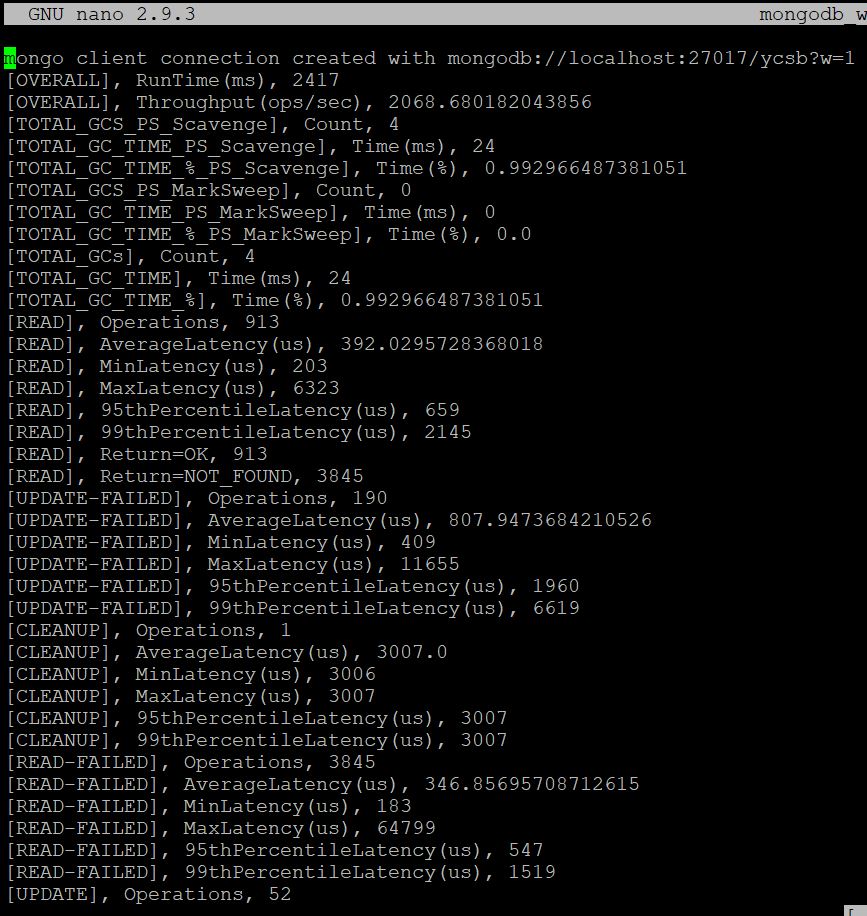 GNU nano 2.9.3 mongodb_w
mongo client connection created with mongodb://localhost:27017/ycsb?w=1
[OVERALL], RunTime(ms), 2417
[OVERALL], Throughput(ops/sec), 2068.680182043856
[TOTAL_GCS_PS_Scavenge], Count, 4
[TOTAL_GC_TIME_PS_Scavenge], Time(ms), 24
[TOTAL_GC_TIME_%_PS_Scavenge], Time(%), 0.992966487381051
[TOTAL_GCS_PS_MarkSweep], Count, 0
[TOTAL_GC_TIME_PS_MarkSweep], Time(ms), 0
[TOTAL_GC_TIME_%_PS_MarkSweep], Time(%), 0.0
[TOTAL_GCs], Count, 4
[TOTAL_GC_TIME], Time(ms), 24
[TOTAL_GC_TIME_%], Time(%), 0.992966487381051
[READ], Operations, 913
[READ], AverageLatency(us), 392.0295728368018
[READ], MinLatency(us), 203
[READ], MaxLatency(us), 6323
[READ], 95thPercentileLatency(us), 659
[READ], 99thPercentileLatency(us), 2145
[READ], Return=OK, 913
[READ], Return=NOT_FOUND, 3845
[UPDATE-FAILED], Operations, 190
[UPDATE-FAILED], AverageLatency(us), 807.9473684210526
[UPDATE-FAILED], MinLatency(us), 409
[UPDATE-FAILED], MaxLatency(us), 11655
[UPDATE-FAILED], 95thPercentileLatency(us), 1960
[UPDATE-FAILED], 99thPercentileLatency(us), 6619
[CLEANUP], Operations, 1
[CLEANUP], AverageLatency(us), 3007.0
[CLEANUP], MinLatency(us), 3006
[CLEANUP], MaxLatency(us), 3007
[CLEANUP], 95thPercentileLatency(us), 3007
[CLEANUP], 99thPercentileLatency(us), 3007
[READ-FAILED], Operations, 3845
[READ-FAILED], AverageLatency(us), 346.85695708712615
[READ-FAILED], MinLatency(us), 183
[READ-FAILED], MaxLatency(us), 64799
[READ-FAILED], 95thPercentileLatency(us), 547
[READ-FAILED], 99thPercentileLatency(us), 1519
[UPDATE], Operations, 52
[